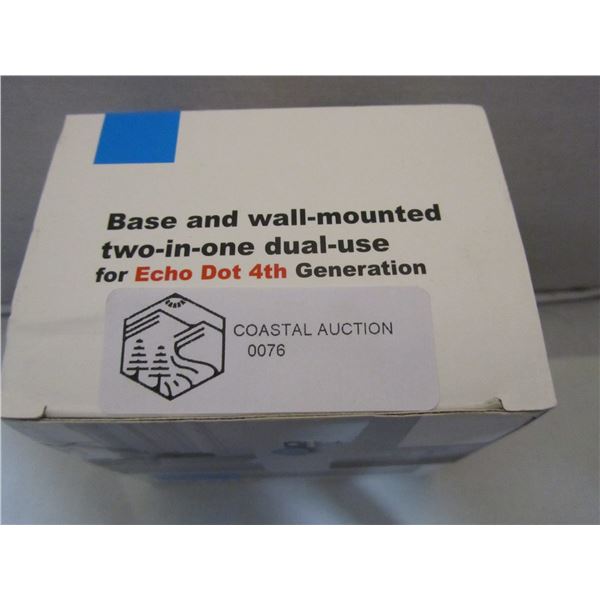 Base and wall-mounted
two-in-one dual-use
for Echo Dot 4th Generation
COASTAL AUCTION
0076